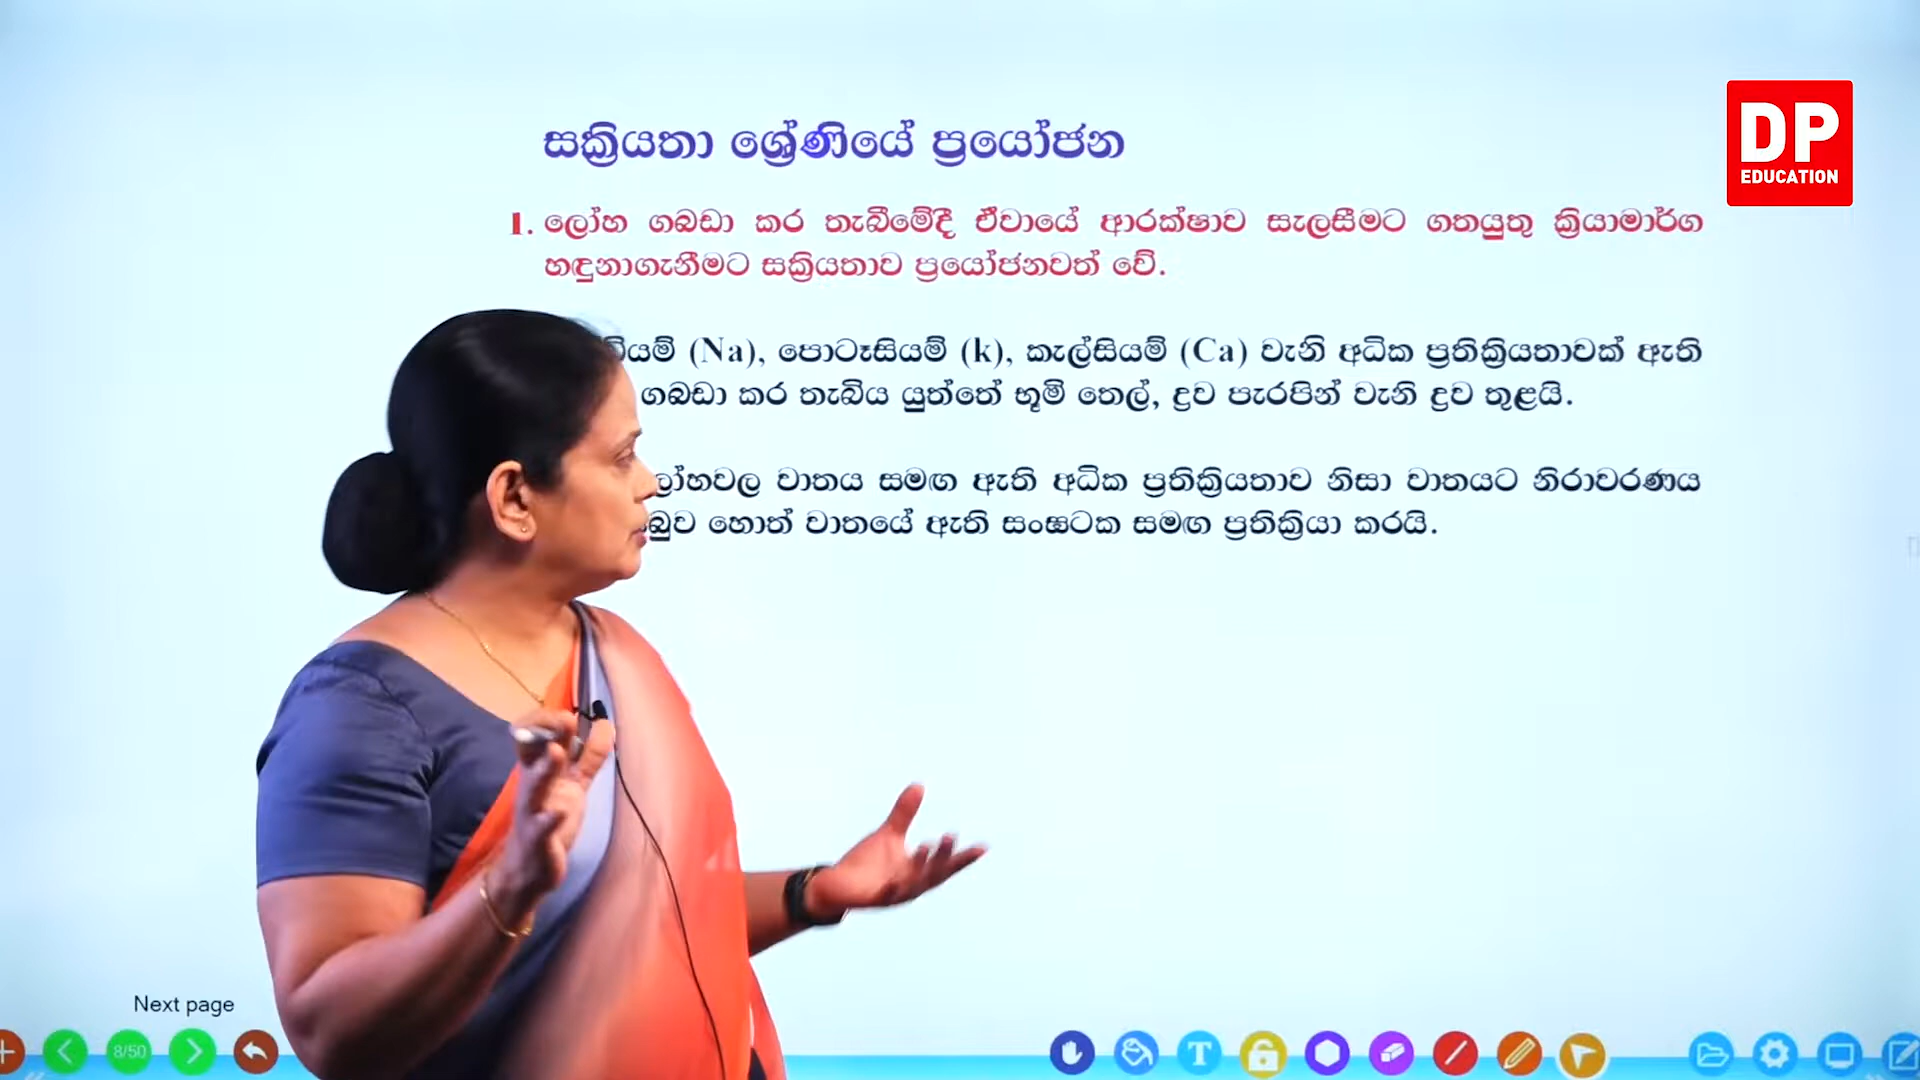 සක්‍රියතා ශ්‍රේණියේ ප්‍රයෝජන
DP
EDUCATION
1. ලෝහ ගබඩා කර තැබීමේදී ඒවායේ ආරක්ෂාව සැලසීමට ගතයුතු ක්‍රියාමාර්ග
හඳුනාගැනීමට සක්‍රියතාව ප්‍රයෝජනවත් වේ.
(Na), පොටෑසියම් (k), කැල්සියම් (Ca) වැනි අධික ප්‍රතික්‍රියතාවක් ඇති
ගබඩා කර තැබිය යුත්තේ භූමි තෙල්, ද්‍රව පැරපින් වැනි ද්‍රව තුළයි.
වාතය සමඟ ඇති අධික ප්‍රතික්‍රියතාව නිසා වාතයට නිරාවරණය
හොත් වාතයේ ඇති සංඝටක සමඟ ප්‍රතික්‍රියා කරයි.
Next page
8/50
T